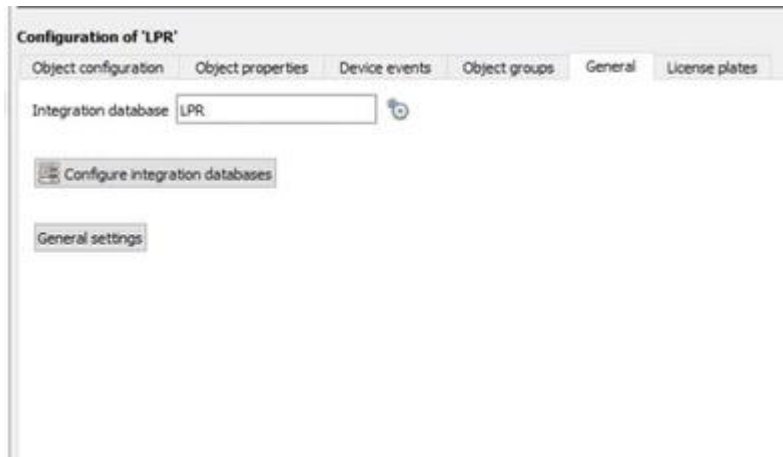 Configuration of 'LPR'
Object configuration Object properties Device events Object groups General License plates
Integration database LPR
Configure integration databases
General settings